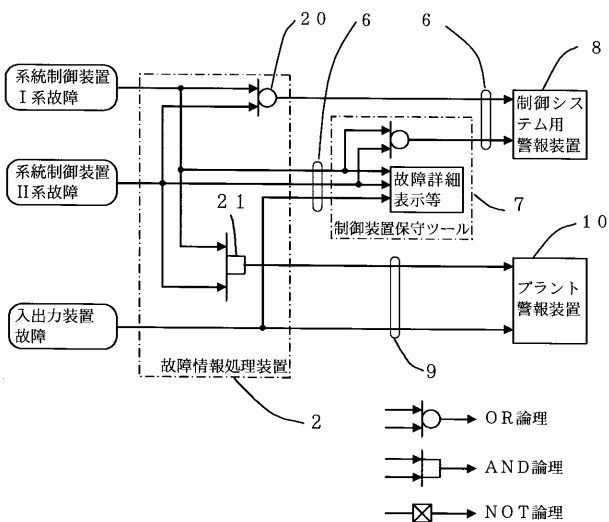 20
6
6
8
系統制御装置
Ⅰ系故障
制御シス
テム用
警報装置
系統制御装置
II系故障
21
故障詳細
表示等
7
制御装置保守ツール
10
プラント
警報装置
入出力装置
故障
故障情報処理装置
9
2
OR論理
AND論理
NOT論理